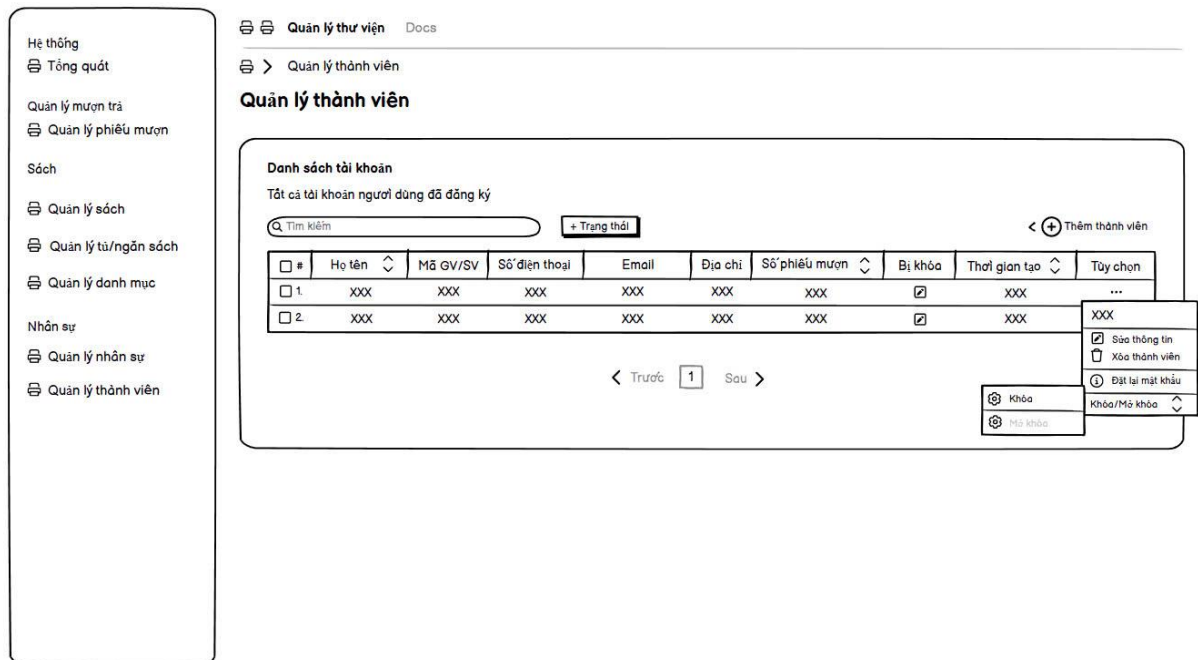 Hệ thống
Tổng quát
Quản lý mượn trả
Quản lý phiếu mượn
Sách
Quản lý sách
Quản lý tủ/ngăn sách
Quản lý danh mục
Nhân sự
Quản lý nhân sự
Quản lý thành viên
Quản lý thư viện Docs
Quản lý thành viên
Quản lý thành viên
Danh sách tài khoản
Tất cả tài khoản người dùng đã đăng ký
Tìm kiếm + Trạng thái < Thêm thành viên
# Họ tên Mã GV/SV Số điện thoại Email Địa chỉ Số phiếu mượn Bị khóa Thời gian tạo Tùy chọn
1. XXX XXX XXX XXX XXX XXX XXX ...
2. XXX XXX XXX XXX XXX XXX XXX
XXX
Sửa thông tin
Xóa thành viên
Đặt lại mật khẩu
Khóa/Mở khóa
Khóa
Mở khóa
Trước 1 Sau